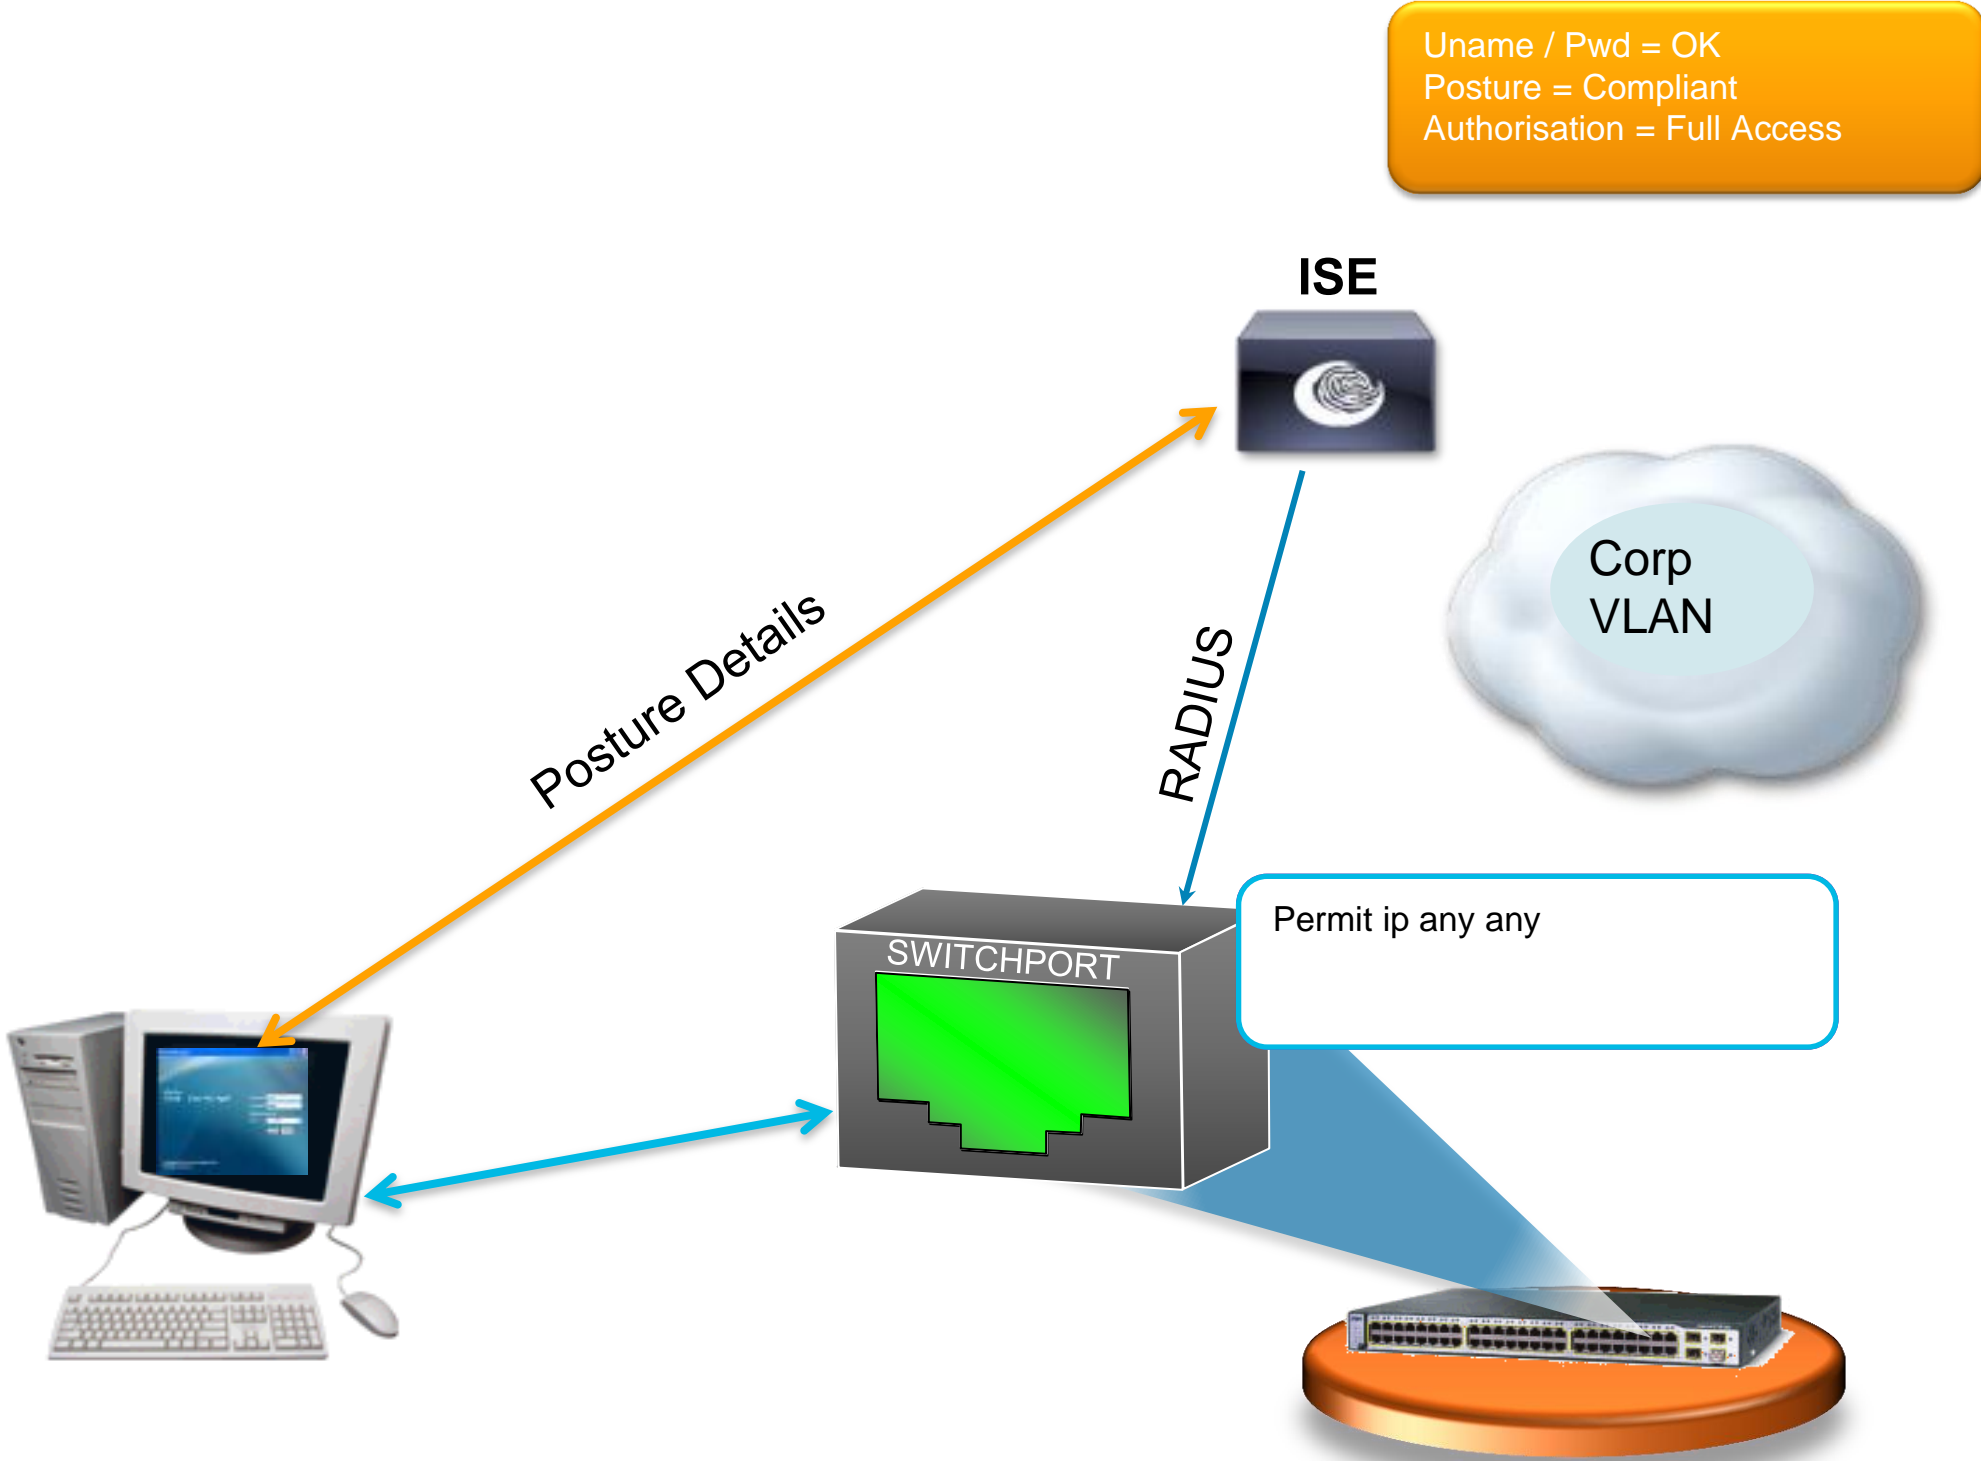 Uname / Pwd = OK
Posture = Compliant
Authorisation = Full Access
ISE
Corp
VLAN
Posture Details
RADIUS
Permit ip any any
SWITCHPORT